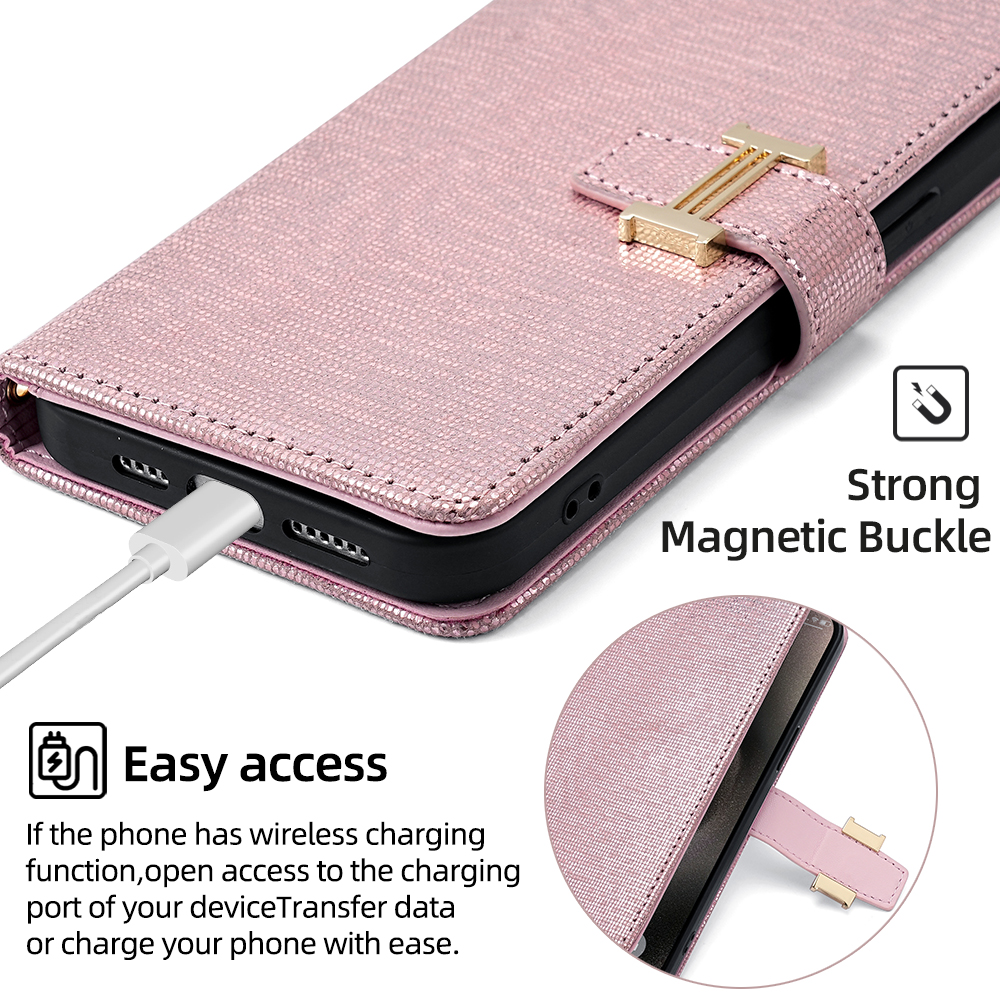 Strong
Magnetic Buckle
Easy access
If the phone has wireless charging
function,open access to the charging
port of your deviceTransfer data
or charge your phone with ease.